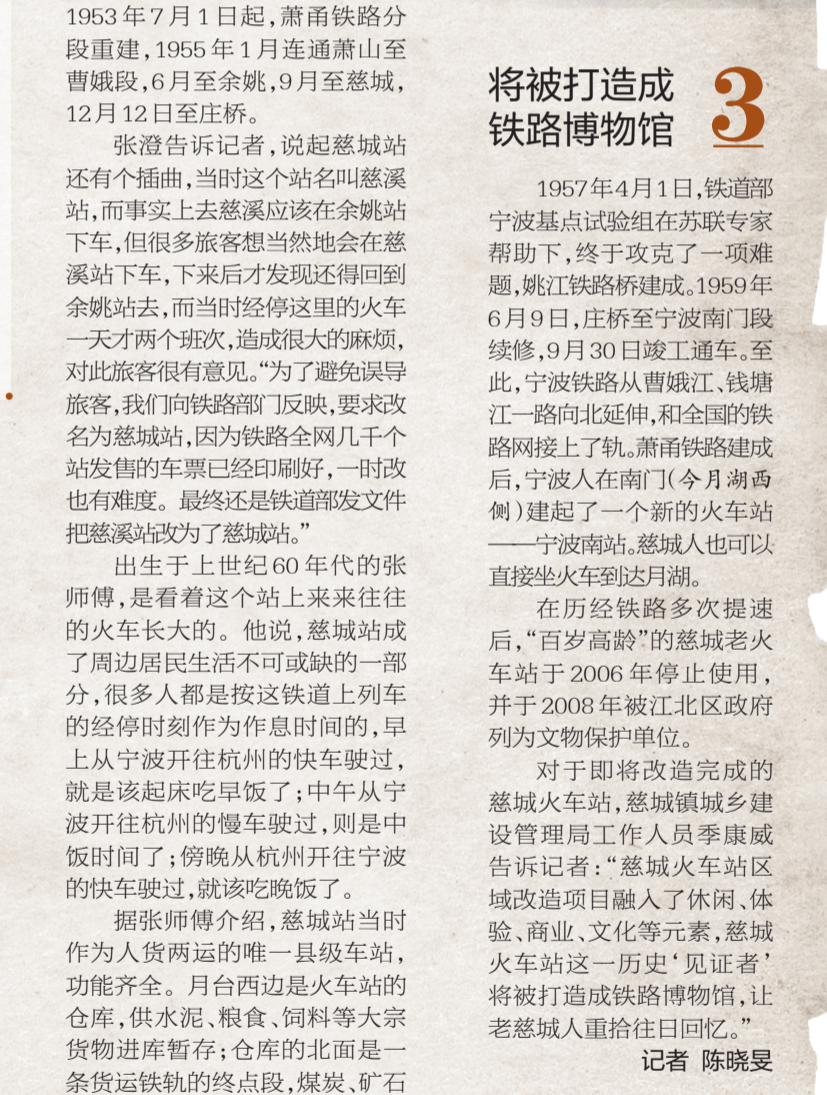 1953年7月1日起,萧甬铁路分
段重建,1955年1月连通萧山至
曹娥段,6月至余姚,9月至慈城,
12月12日至庄桥。
张澄告诉记者,说起慈城站
还有个插曲,当时这个站名叫慈溪
站,而事实上去慈溪应该在余姚站
下车,但很多旅客想当然地会在慈
溪站下车,下来后才发现还得回到
余姚站去,而当时经停这里的火车
一天才两个班次,造成很大的麻烦,
对此旅客很有意见。“为了避免误导
旅客,我们向铁路部门反映,要求改
名为慈城站,因为铁路全网几千个
站发售的车票已经印刷好,一时改
也有难度。最终还是铁道部发文件
把慈溪站改为了慈城站。”
出生于上世纪60年代的张
师傅,是看着这个站上来来往往
的火车长大的。他说,慈城站成
了周边居民生活不可或缺的一部
分,很多人都是按这铁道上列车
的经停时刻作为作息时间的,早
上从宁波开往杭州的快车驶过,
就是该起床吃早饭了;中午从宁
波开往杭州的慢车驶过,则是中
饭时间了;傍晚从杭州开往宁波
的快车驶过,就该吃晚饭了。
据张师傅介绍,慈城站当时
作为人货两运的唯一县级车站,
功能齐全。月台西边是火车站的
仓库,供水泥、粮食、饲料等大宗
货物进库暂存;仓库的北面是一
条货运铁轨的终点段,煤炭、矿石
将被打造成
铁路博物馆
3
1957年4月1日,铁道部
宁波基点试验组在苏联专家
帮助下,终于攻克了一项难
题,姚江铁路桥建成。1959年
6月9日,庄桥至宁波南门段
续修,9月30日竣工通车。至
此,宁波铁路从曹娥江、钱塘
江一路向北延伸,和全国的铁
路网接上了轨。萧甬铁路建成
后,宁波人在南门(今月湖西
侧)建起了一个新的火车站
——宁波南站。慈城人也可以
直接坐火车到达月湖。
在历经铁路多次提速
后,“百岁高龄”的慈城老火
车站于2006年停止使用,
并于2008年被江北区政府
列为文物保护单位。
对于即将改造完成的
慈城火车站,慈城镇城乡建
设管理局工作人员季康威
告诉记者:“慈城火车站区
域改造项目融入了休闲、体
验、商业、文化等元素,慈城
火车站这一历史‘见证者’
将被打造成铁路博物馆,让
老慈城人重拾往日回忆。”
记者 陈晓旻